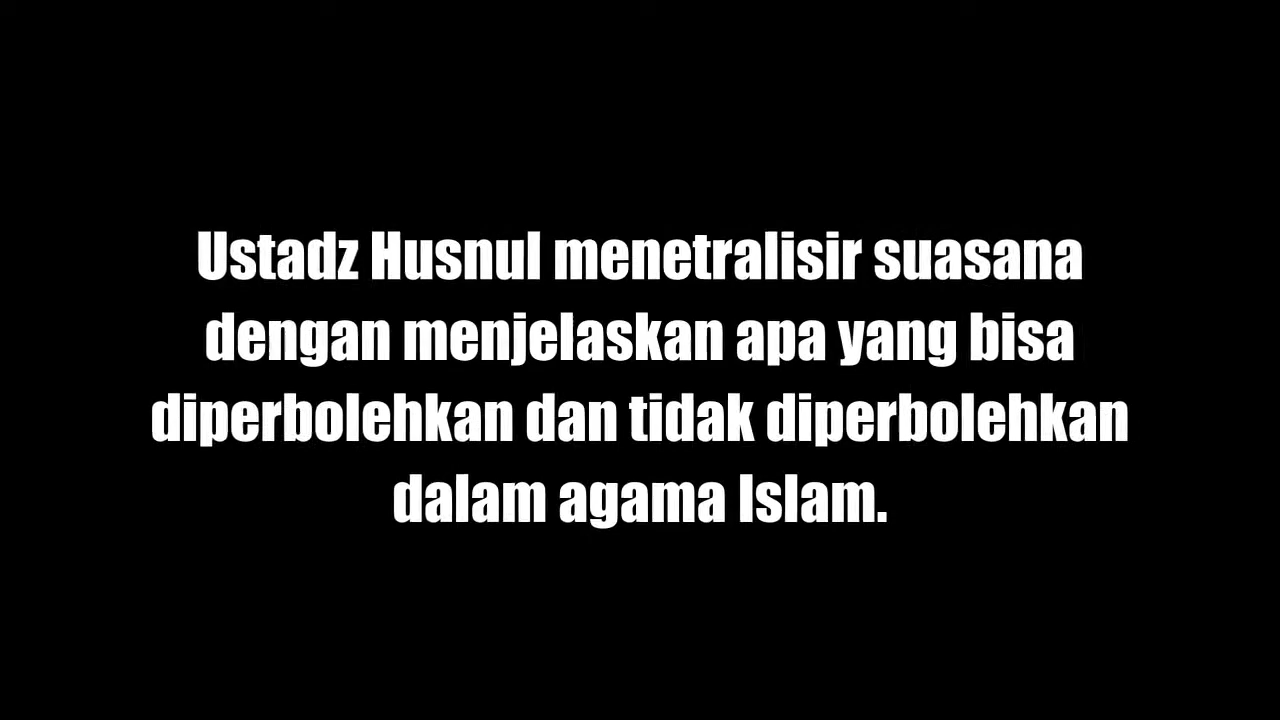 Ustadz Husnul menetralisir suasana
dengan menjelaskan apa yang bisa
diperbolehkan dan tidak diperbolehkan
dalam agama Islam.